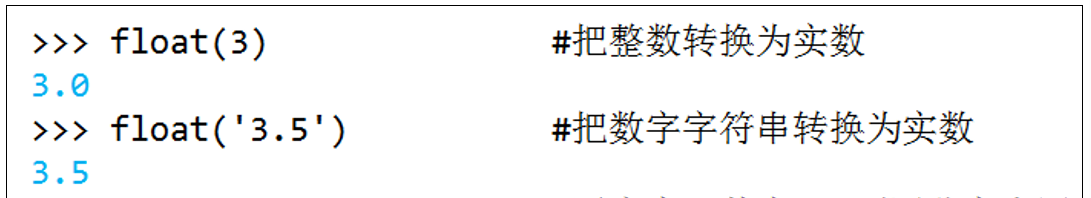 >>> float(3) #把整数转换为实数
3.0
>>> float('3.5') #把数字字符串转换为实数
3.5